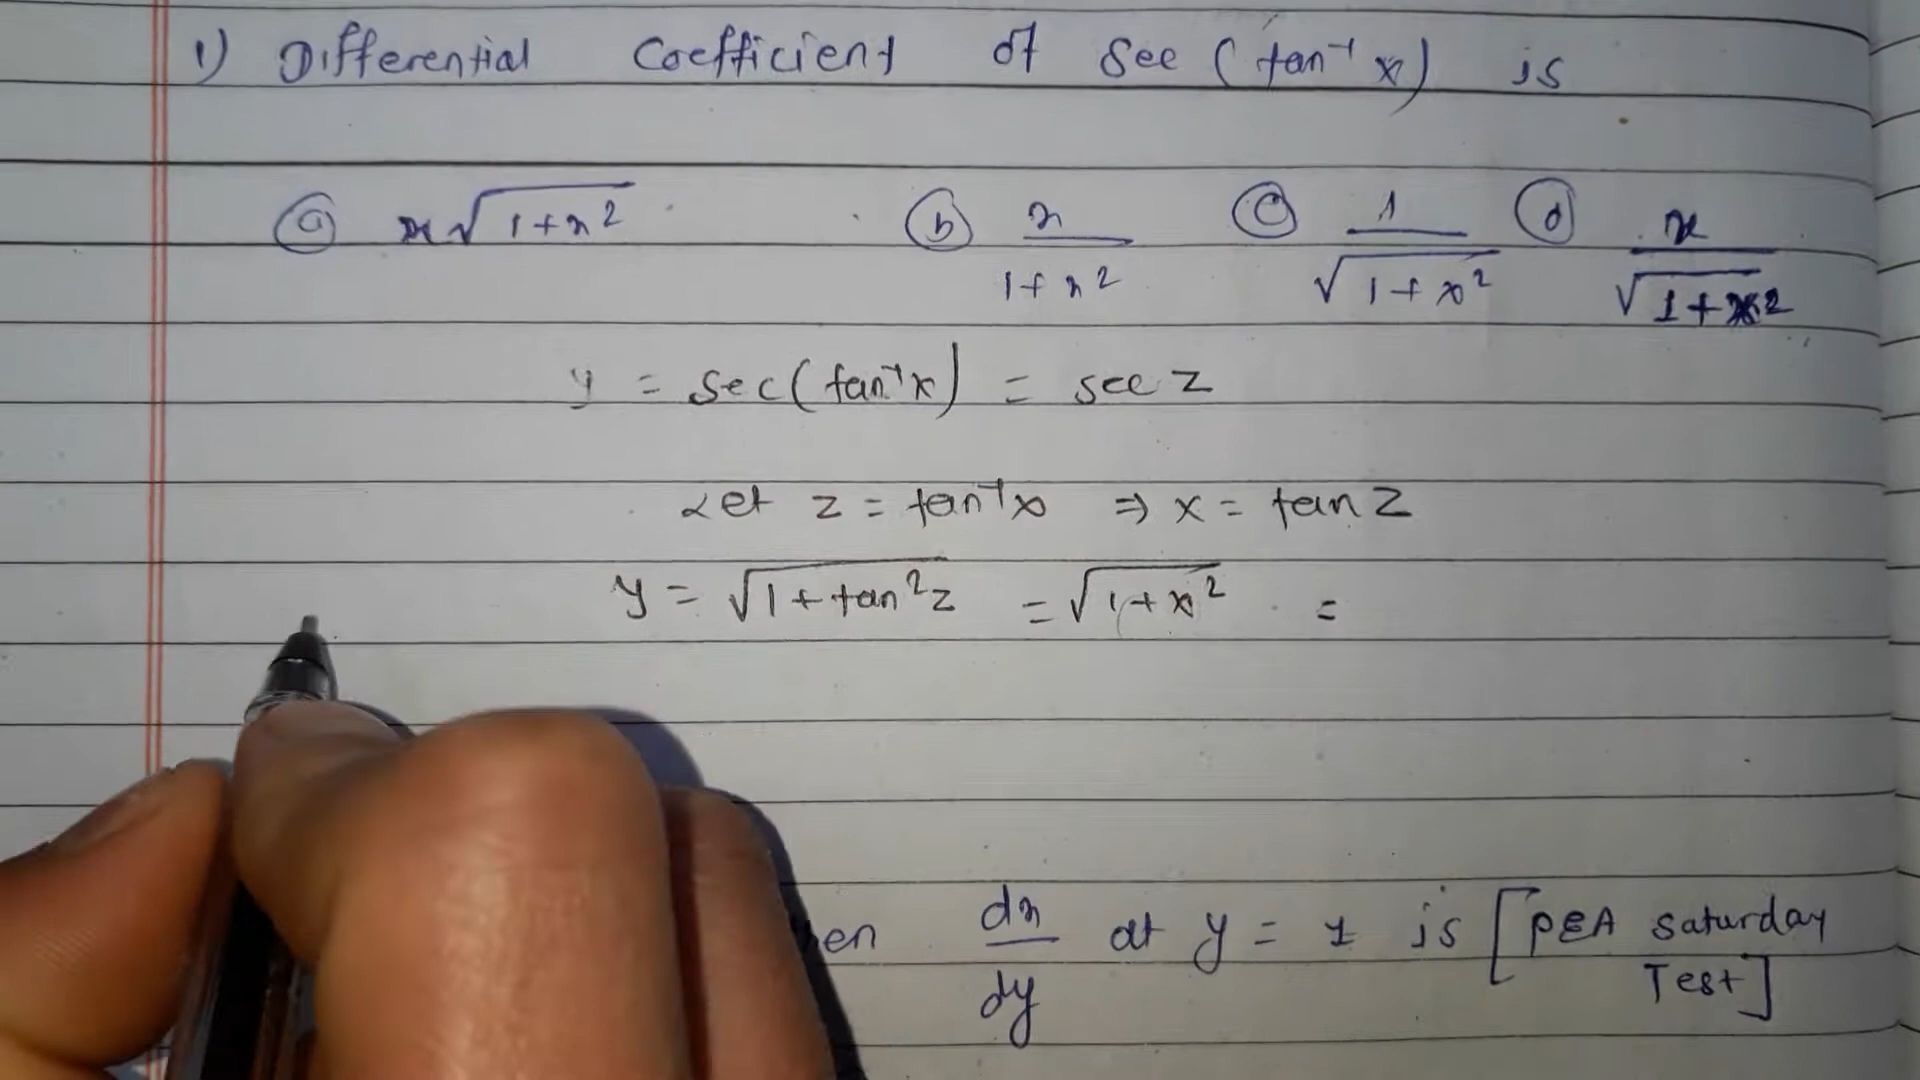 1) Differential Coefficient of Sec (tan⁻¹ x) is
ⓐ x√(1+x²) ⓑ x/(1+x²) ⓒ 1/√(1+x²) ⓓ x/√(1+x²)
y = sec(tan⁻¹x) = sec z
Let z = tan⁻¹x ⇒ x = tan z
y = √(1+tan²z) = √(1+x²) =
dx/dy at y = 1 is [PEA Saturday
Test]